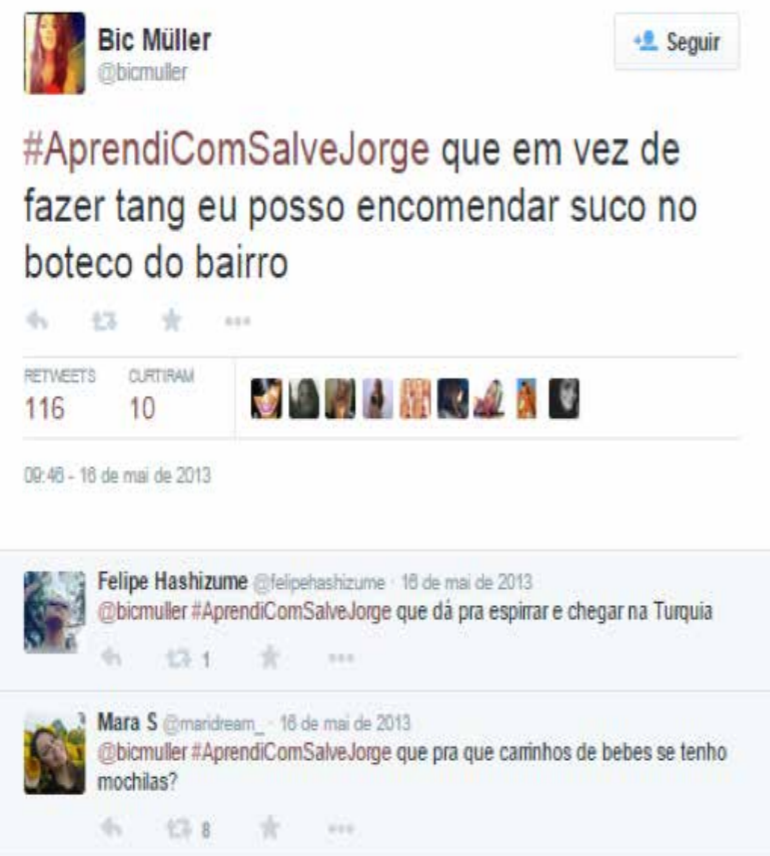 Bic Müller
@bicmuller
Seguir
#AprendiComSalveJorge que em vez de
fazer tang eu posso encomendar suco no
boteco do bairro
RETWEETS CURTIRAM
116 10
09:46 - 16 de mai de 2013
Felipe Hashizume @felipehashizume · 16 de mai de 2013
@bicmuller #AprendiComSalveJorge que dá pra espirrar e chegar na Turquia
1
Mara S @maridream_ · 16 de mai de 2013
@bicmuller #AprendiComSalveJorge que pra que carrinhos de bebes se tenho
mochilas?
8